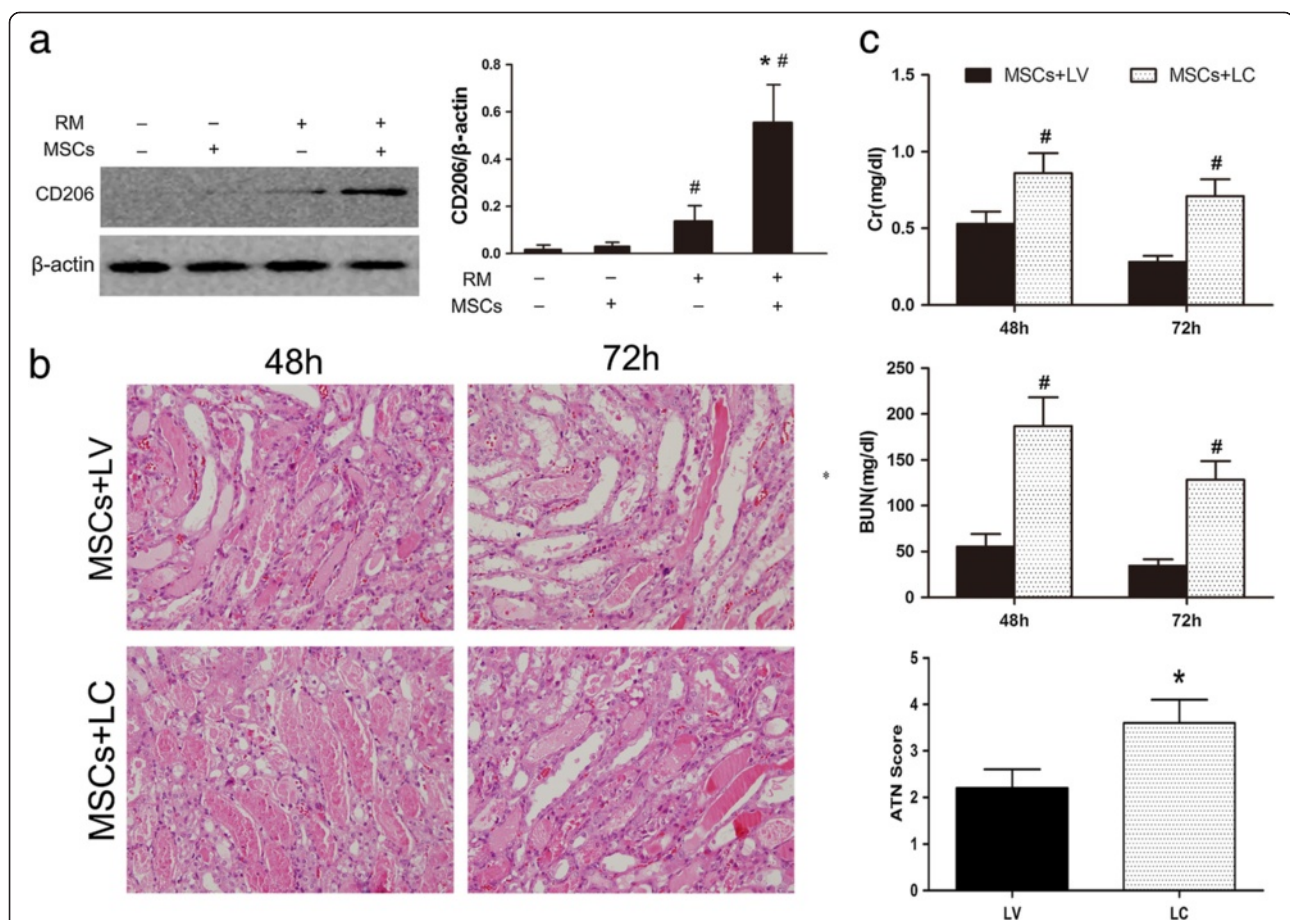 a
RM – – + +
MSCs – + – +
CD206
β-actin
CD206/β-actin
0.8
0.6
0.4
0.2
0.0
* #
#
RM – – + +
MSCs – + – +
b
48h 72h
MSCs+LV
MSCs+LC
*
c
MSCs+LV MSCs+LC
Cr(mg/dl)
1.5
1.0
0.5
0.0
# #
48h 72h
BUN(mg/dl)
250
200
150
100
50
0
# #
48h 72h
ATN Score
5
4
3
2
1
0
*
LV LC